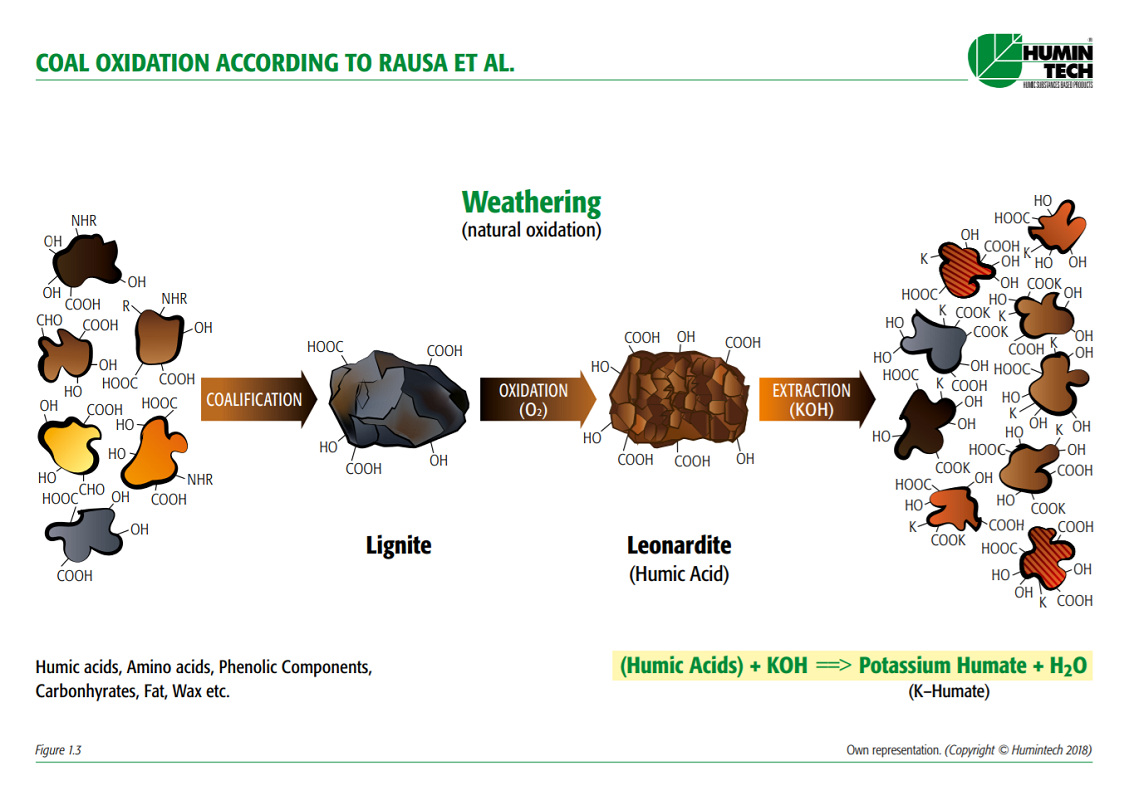 COAL OXIDATION ACCORDING TO RAUSA ET AL.
HUMIN
TECH
®
HUMIC SUBSTANCES BASED PRODUCTS
Weathering
(natural oxidation)
NHR
OH
OH
OH
COOH
R
NHR
OH
HOOC
COOH
CHO
COOH
OH
HO
OH
COOH
HO
CHO
HOOC
HO
HO
NHR
COOH
HOOC
OH
OH
COOH
COALIFICATION
HOOC
COOH
HO
COOH
OH
OXIDATION
(O₂)
COOH
OH
COOH
HO
HO
HO
COOH
COOH
OH
EXTRACTION
(KOH)
HO
HOOC
K
HO
OH
OH
K
COOH
OH
OH
HOOC
COOK
HO
OH
K
OH
COOH
K
COOK
HO
COOK
HO
OH
K
COOH
K
OH
HOOC
HO
K
OH
HOOC
OH
HO
OH
COOK
HO
K
HOOC
OH
COOH
HO
COOK
HOOC
OH
HO
K
COOH
COOK
COOH
HOOC
HO
OH
OH
K
COOH
Lignite
Leonardite
(Humic Acid)
Humic acids, Amino acids, Phenolic Components,
Carbonhyrates, Fat, Wax etc.
(Humic Acids) + KOH ==> Potassium Humate + H₂O
(K–Humate)
Figure 1.3
Own representation. (Copyright © Humintech 2018)